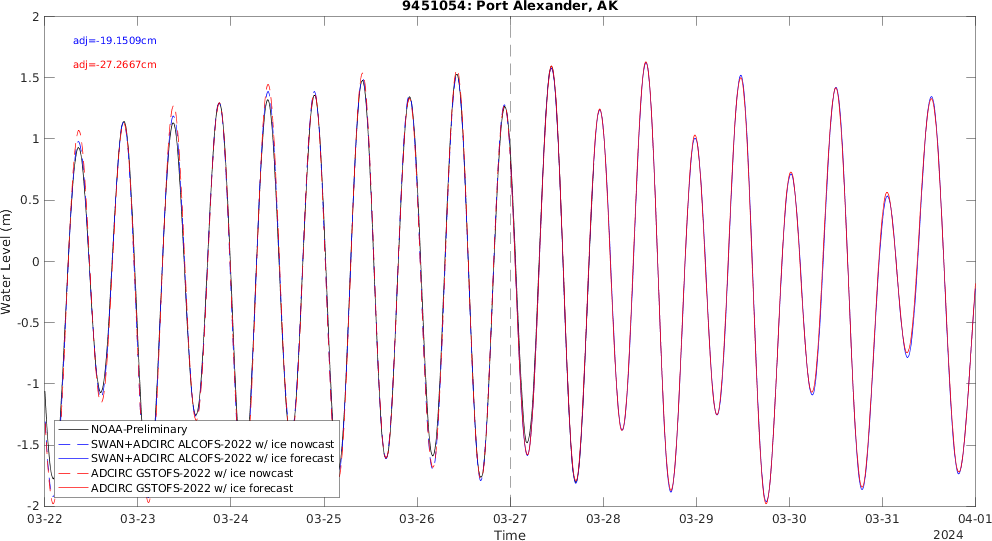 9451054: Port Alexander, AK
adj=-19.1509cm
adj=-27.2667cm
2
1.5
1
0.5
0
-0.5
-1
-1.5
-2
Water Level (m)
NOAA-Preliminary
SWAN+ADCIRC ALCOFS-2022 w/ ice nowcast
SWAN+ADCIRC ALCOFS-2022 w/ ice forecast
ADCIRC GSTOFS-2022 w/ ice nowcast
ADCIRC GSTOFS-2022 w/ ice forecast
03-22 03-23 03-24 03-25 03-26 03-27 03-28 03-29 03-30 03-31 04-01
Time
2024